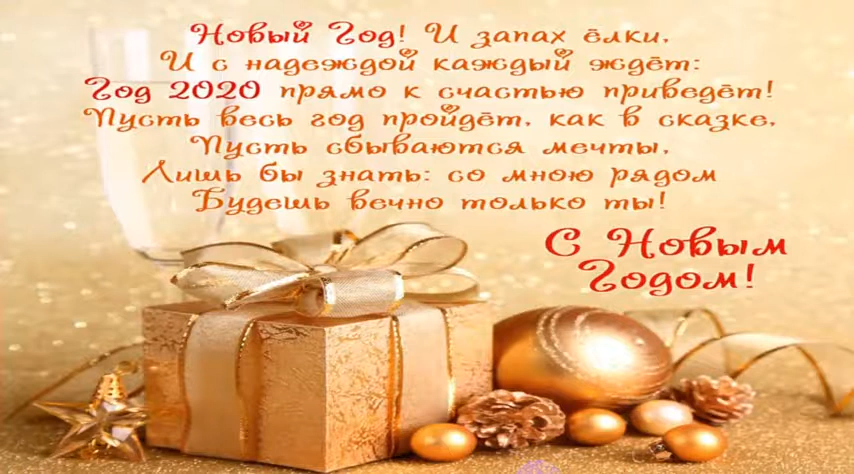 Новый Год! И запах ёлки,
И с надеждой каждый ждёт:
Год 2020 прямо к счастью приведёт!
Пусть весь год пройдёт, как в сказке,
Пусть сбываются мечты,
Лишь бы знать: со мною рядом
Будешь вечно только ты!
С Новым
Годом!